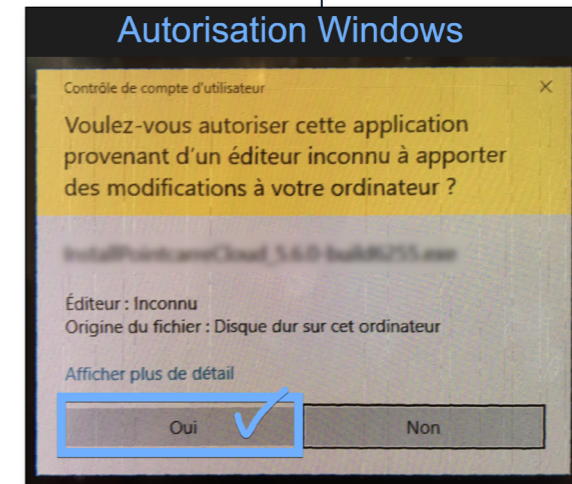 Autorisation Windows
Contrôle de compte d'utilisateur
Voulez-vous autoriser cette application
provenant d'un éditeur inconnu à apporter
des modifications à votre ordinateur ?
Éditeur : Inconnu
Origine du fichier : Disque dur sur cet ordinateur
Afficher plus de détail
Oui
Non